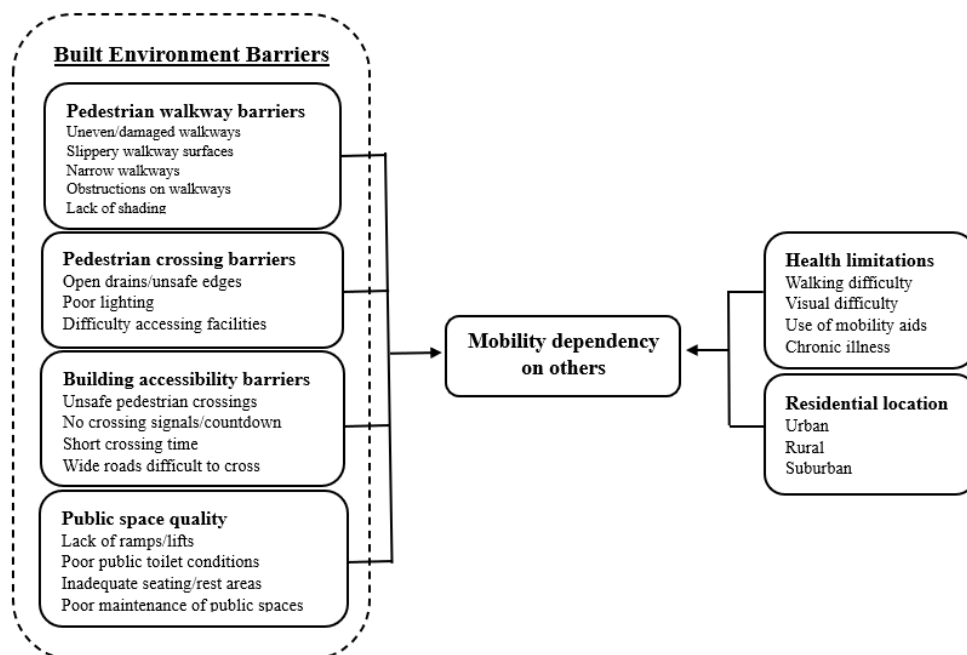 Built Environment Barriers
Pedestrian walkway barriers
Uneven/damaged walkways
Slippery walkway surfaces
Narrow walkways
Obstructions on walkways
Lack of shading
Pedestrian crossing barriers
Open drains/unsafe edges
Poor lighting
Difficulty accessing facilities
Building accessibility barriers
Unsafe pedestrian crossings
No crossing signals/countdown
Short crossing time
Wide roads difficult to cross
Public space quality
Lack of ramps/lifts
Poor public toilet conditions
Inadequate seating/rest areas
Poor maintenance of public spaces
Mobility dependency
on others
Health limitations
Walking difficulty
Visual difficulty
Use of mobility aids
Chronic illness
Residential location
Urban
Rural
Suburban